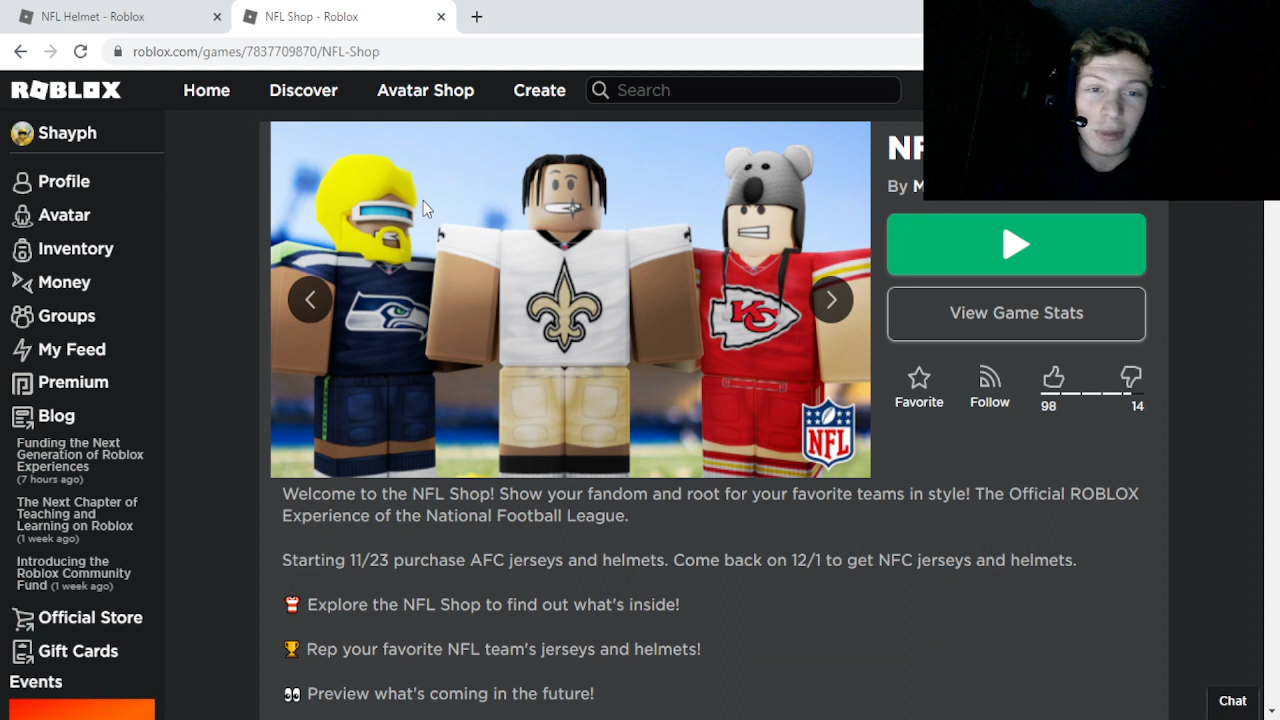 NFL Helmet - Roblox
NFL Shop - Roblox
roblox.com/games/7837709870/NFL-Shop
ROBLOX
Home
Discover
Avatar Shop
Create
Search
Shayph
Profile
Avatar
Inventory
Money
Groups
My Feed
Premium
Blog
Funding the Next
Generation of Roblox
Experiences
(7 hours ago)
The Next Chapter of
Teaching and
Learning on Roblox
(1 week ago)
Introducing the
Roblox Community
Fund (1 week ago)
Official Store
Gift Cards
Events
KC
NFL
NF
By M
View Game Stats
Favorite
Follow
98
14
Welcome to the NFL Shop! Show your fandom and root for your favorite teams in style! The Official ROBLOX
Experience of the National Football League.
Starting 11/23 purchase AFC jerseys and helmets. Come back on 12/1 to get NFC jerseys and helmets.
Explore the NFL Shop to find out what's inside!
Rep your favorite NFL team's jerseys and helmets!
Preview what's coming in the future!
Chat